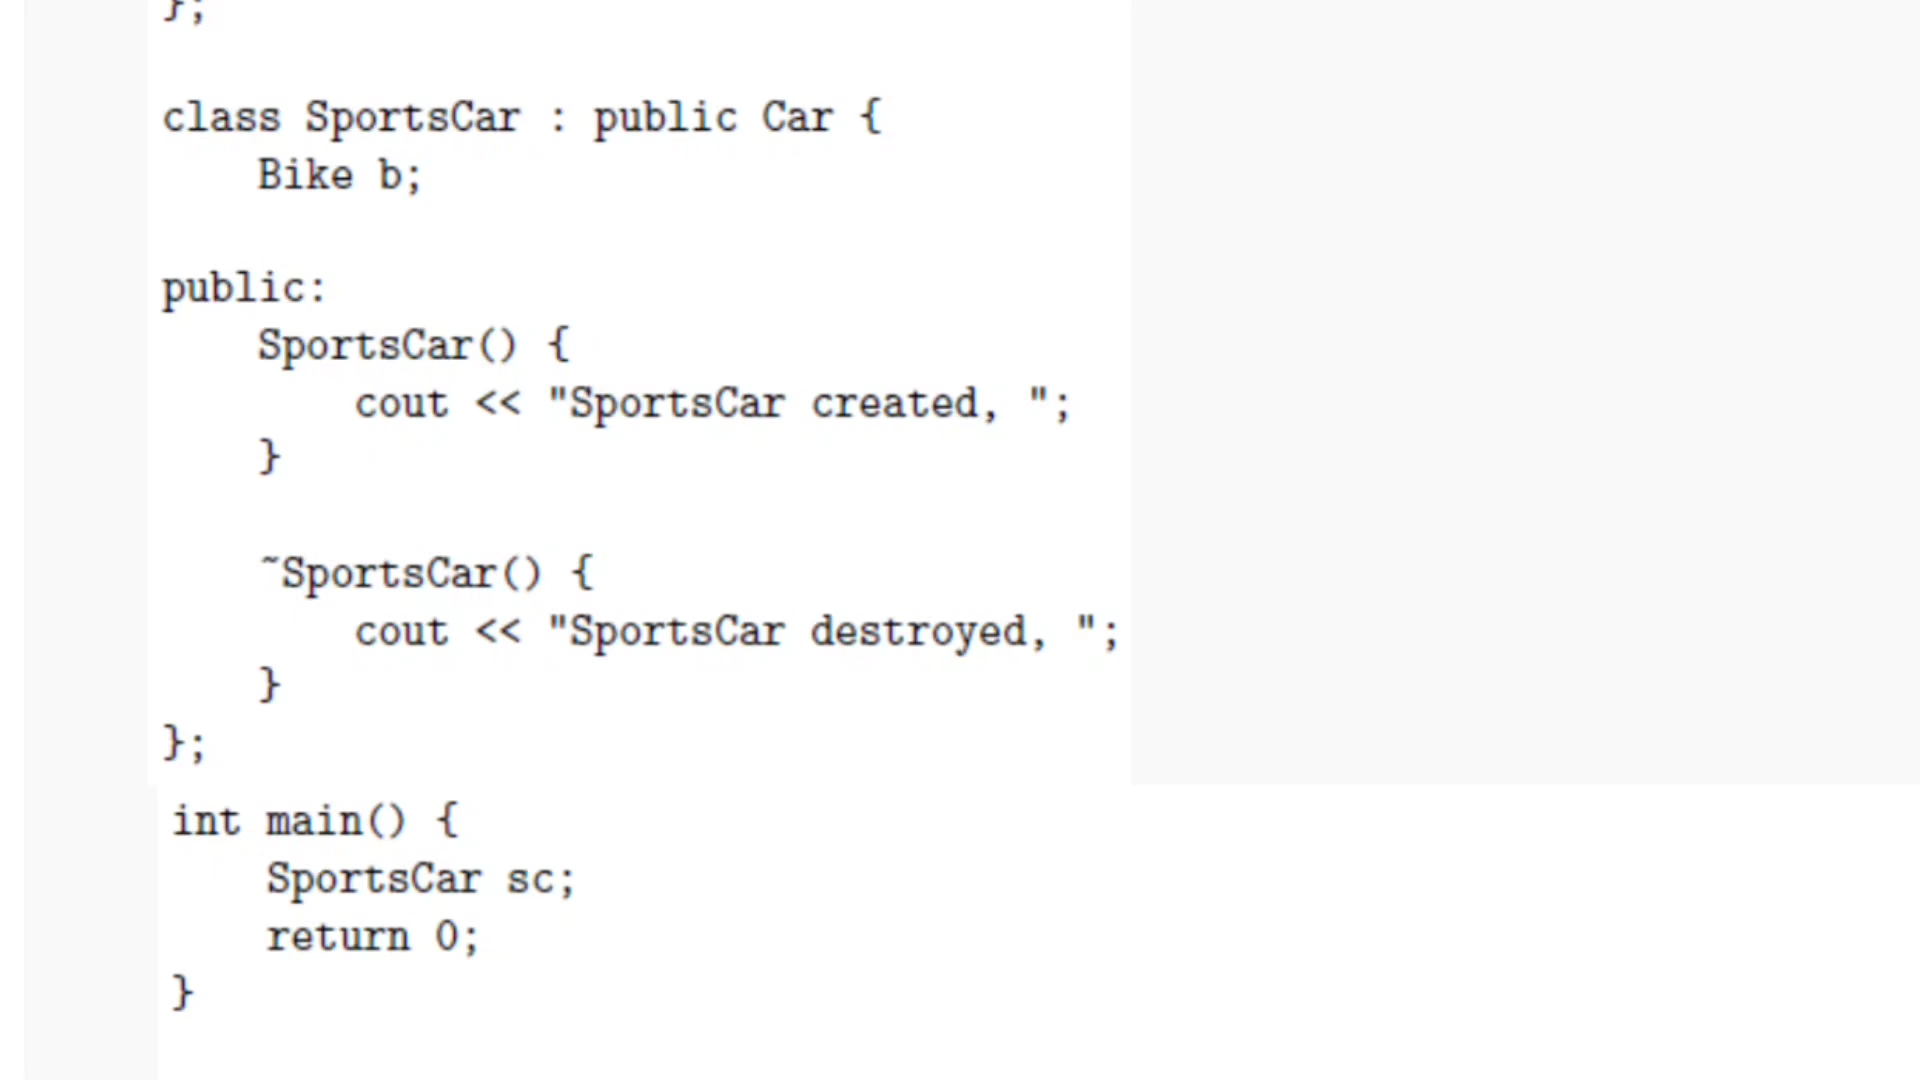 };
class SportsCar : public Car {
Bike b;
public:
SportsCar() {
cout << "SportsCar created, ";
}
~SportsCar() {
cout << "SportsCar destroyed, ";
}
};
int main() {
SportsCar sc;
return 0;
}